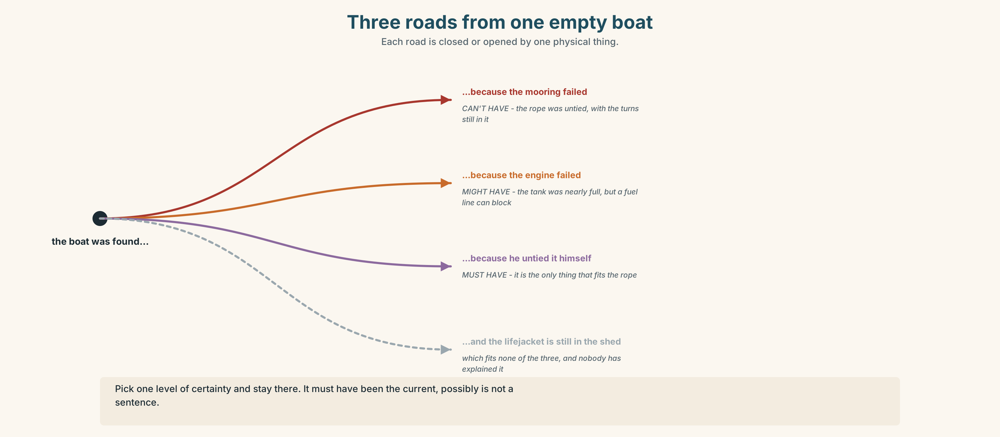 Three roads from one empty boat
Each road is closed or opened by one physical thing.
...because the mooring failed
CAN'T HAVE - the rope was untied, with the turns
still in it
...because the engine failed
MIGHT HAVE - the tank was nearly full, but a fuel
line can block
the boat was found...
...because he untied it himself
MUST HAVE - it is the only thing that fits the rope
...and the lifejacket is still in the shed
which fits none of the three, and nobody has
explained it
Pick one level of certainty and stay there. It must have been the current, possibly is not a
sentence.